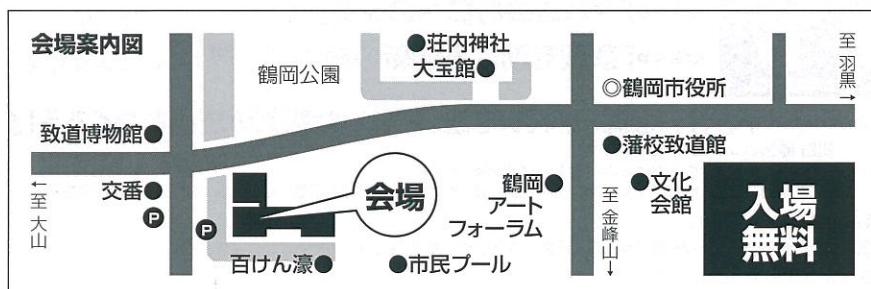 会場案内図
鶴岡公園
●荘内神社
大宝館●
至 羽黒→
◎鶴岡市役所
致道博物館●
●藩校致道館
交番●
P
←至 大山
P
会場
鶴岡●
アート
フォーラム
●文化
会館
至 金峰山→
入場
無料
百けん濠●
●市民プール